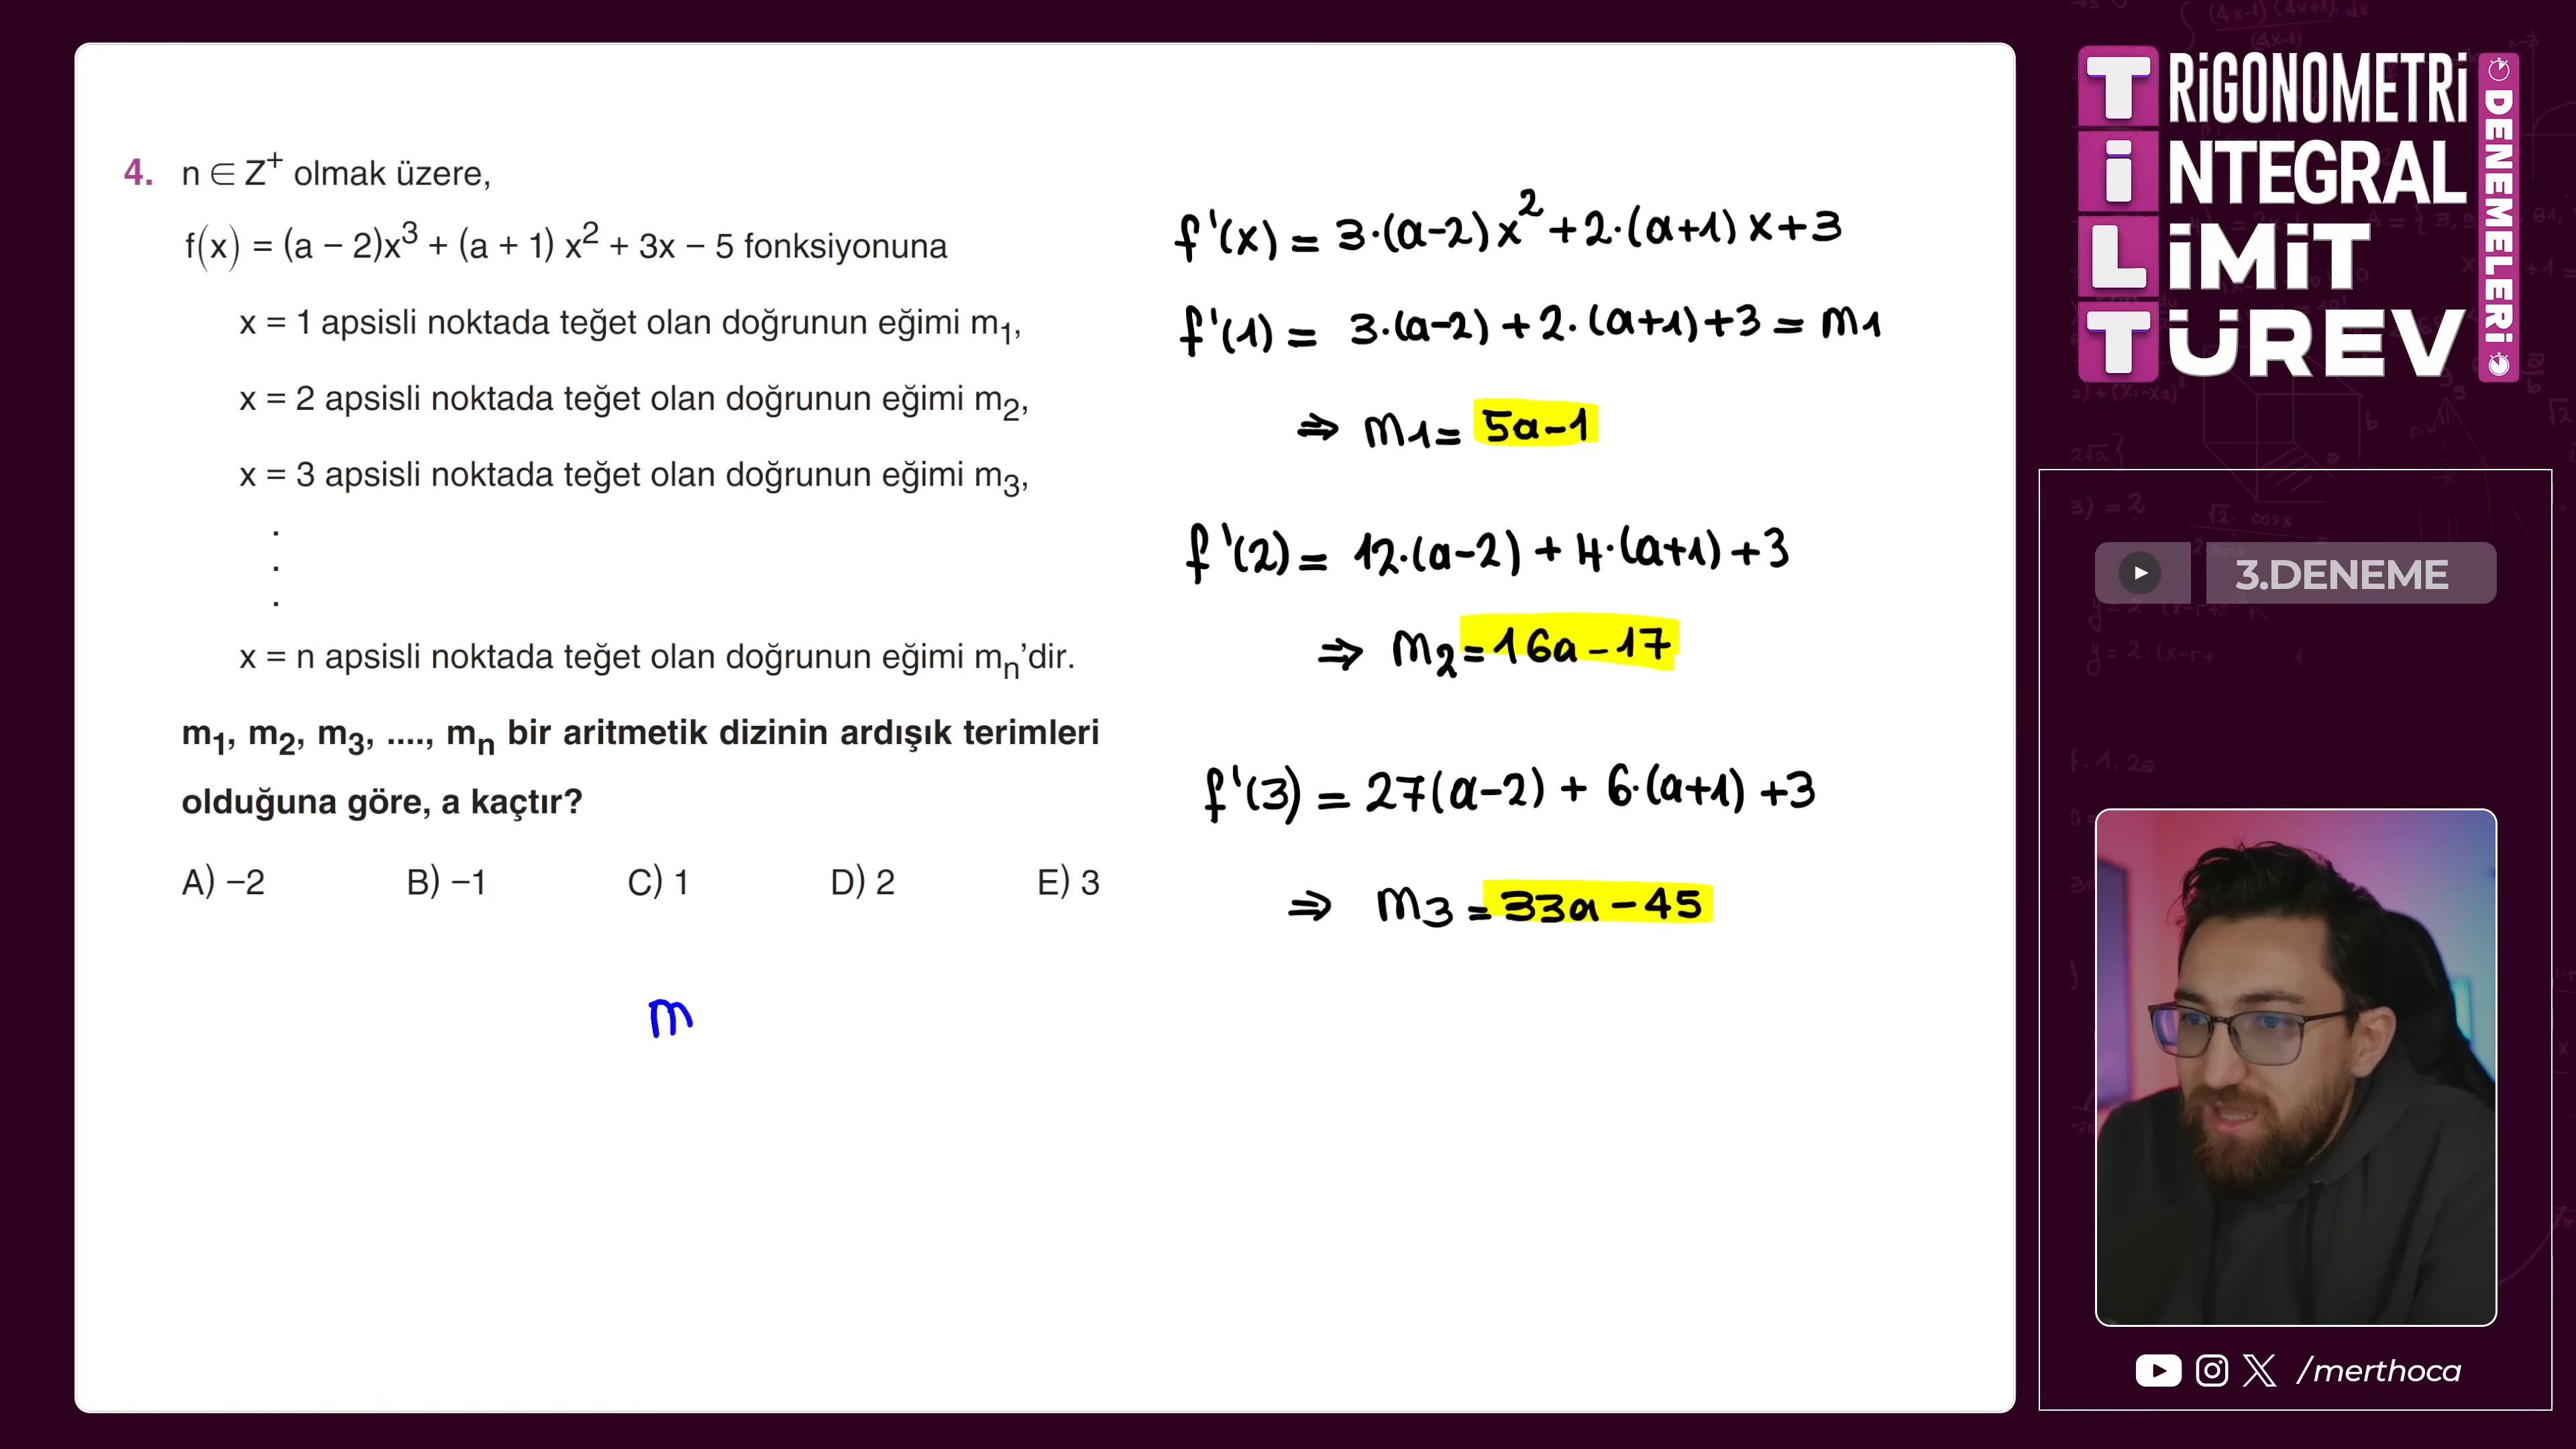 4. n ∈ Z⁺ olmak üzere,
f(x) = (a – 2)x³ + (a + 1) x² + 3x – 5 fonksiyonuna
x = 1 apsisli noktada teğet olan doğrunun eğimi m₁,
x = 2 apsisli noktada teğet olan doğrunun eğimi m₂,
x = 3 apsisli noktada teğet olan doğrunun eğimi m₃,
.
.
.
x = n apsisli noktada teğet olan doğrunun eğimi mₙ'dir.
m₁, m₂, m₃, ...., mₙ bir aritmetik dizinin ardışık terimleri
olduğuna göre, a kaçtır?
A) –2 B) –1 C) 1 D) 2 E) 3
m
f'(x) = 3·(a-2)x² + 2·(a+1)x + 3
f'(1) = 3·(a-2) + 2·(a+1) + 3 = m1
⇒ m1 = 5a-1
f'(2) = 12·(a-2) + 4·(a+1) + 3
⇒ m2 = 16a - 17
f'(3) = 27(a-2) + 6·(a+1) + 3
⇒ m3 = 33a - 45
TRİGONOMETRİ
İNTEGRAL
LİMİT
TÜREV
DENEMELERİ
3.DENEME
/merthoca